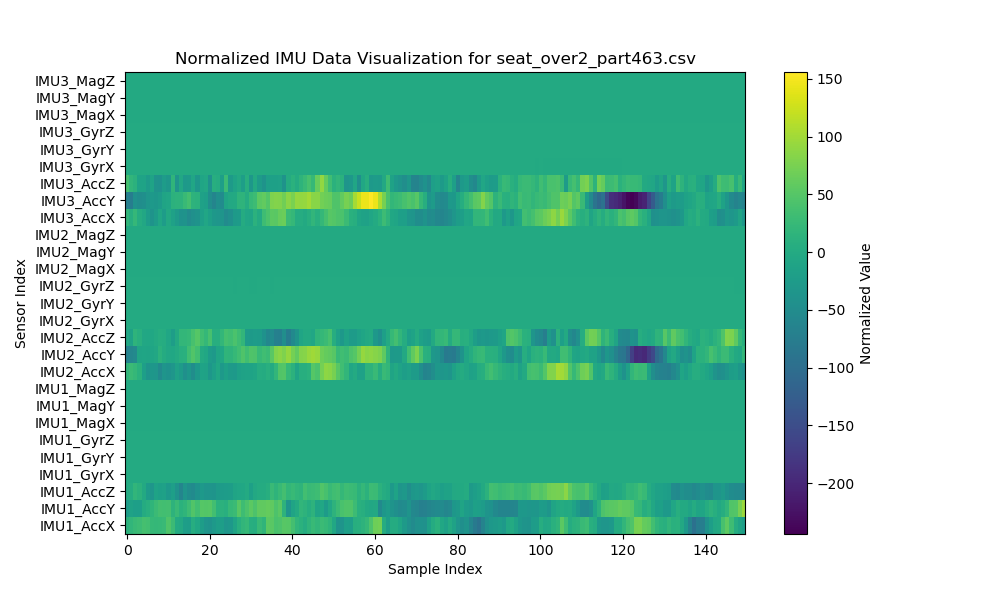 Normalized IMU Data Visualization for seat_over2_part463.csv
IMU3_MagZ
IMU3_MagY
IMU3_MagX
IMU3_GyrZ
IMU3_GyrY
IMU3_GyrX
IMU3_AccZ
IMU3_AccY
IMU3_AccX
IMU2_MagZ
IMU2_MagY
IMU2_MagX
IMU2_GyrZ
IMU2_GyrY
IMU2_GyrX
IMU2_AccZ
IMU2_AccY
IMU2_AccX
IMU1_MagZ
IMU1_MagY
IMU1_MagX
IMU1_GyrZ
IMU1_GyrY
IMU1_GyrX
IMU1_AccZ
IMU1_AccY
IMU1_AccX
Sensor Index
0 20 40 60 80 100 120 140
Sample Index
150
100
50
0
−50
−100
−150
−200
Normalized Value